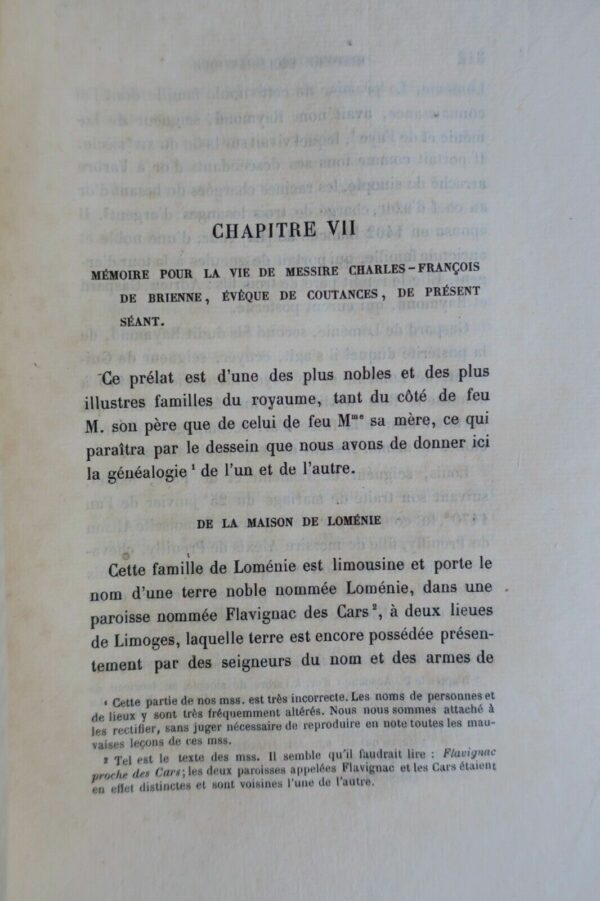 CHAPITRE VII
MÉMOIRE POUR LA VIE DE MESSIRE CHARLES-FRANÇOIS
DE BRIENNE, ÉVÊQUE DE COUTANCES, DE PRÉSENT
SÉANT.
Ce prélat est d'une des plus nobles et des plus
illustres familles du royaume, tant du côté de feu
M. son père que de celui de feu Mme sa mère, ce qui
paraîtra par le dessein que nous avons de donner ici
la généalogie 1 de l'un et de l'autre.
DE LA MAISON DE LOMÉNIE
Cette famille de Loménie est limousine et porte le
nom d'une terre noble nommée Loménie, dans une
paroisse nommée Flavignac des Cars 2, à deux lieues
de Limoges, laquelle terre est encore possédée présen-
tement par des seigneurs du nom et des armes de
1 Cette partie de nos mss. est très incorrecte. Les noms de personnes et
de lieux y sont très fréquemment altérés. Nous nous sommes attaché à
les rectifier, sans juger nécessaire de reproduire en note toutes les mau-
vaises leçons de ces mss.
2 Tel est le texte des mss. Il semble qu'il faudrait lire : Flavignac
proche des Cars; les deux paroisses appelées Flavignac et les Cars étaient
en effet distinctes et sont voisines l'une de l'autre.